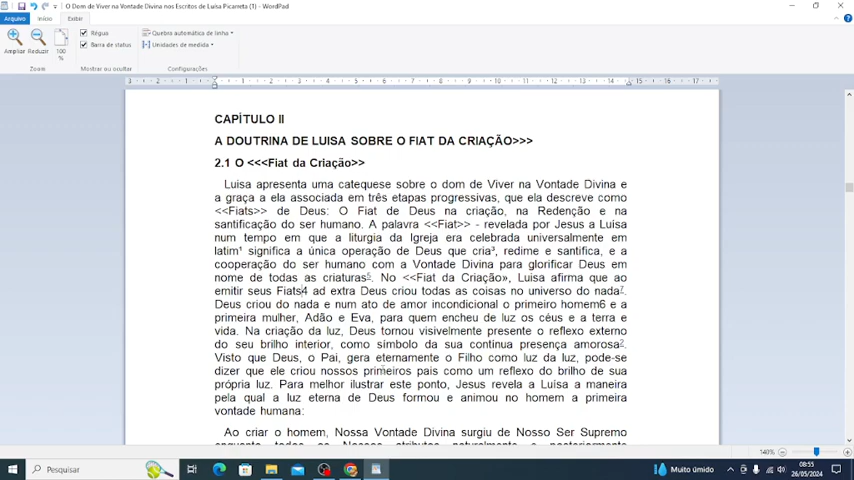 O Dom de Viver na Vontade Divina nos Escritos de Luisa Picarreta (1) - WordPad
Arquivo Início Exibir
Ampliar Reduzir 100 %
Zoom
Régua
Barra de status
Mostrar ou ocultar
Quebra automática de linha
Unidades de medida
Configurações
CAPÍTULO II
A DOUTRINA DE LUISA SOBRE O FIAT DA CRIAÇÃO>>>
2.1 O <<<Fiat da Criação>>
Luisa apresenta uma catequese sobre o dom de Viver na Vontade Divina e
a graça a ela associada em três etapas progressivas, que ela descreve como
<<Fiats>> de Deus: O Fiat de Deus na criação, na Redenção e na
santificação do ser humano. A palavra <<Fiat>> - revelada por Jesus a Luisa
num tempo em que a liturgia da Igreja era celebrada universalmente em
latim¹ significa a única operação de Deus que cria³, redime e santifica, e a
cooperação do ser humano com a Vontade Divina para glorificar Deus em
nome de todas as criaturas. No <<Fiat da Criação», Luisa afirma que ao
emitir seus Fiats4 ad extra Deus criou todas as coisas no universo do nada.
Deus criou do nada e num ato de amor incondicional o primeiro homem6 e a
primeira mulher, Adão e Eva, para quem encheu de luz os céus e a terra e
vida. Na criação da luz, Deus tornou visivelmente presente o reflexo externo
do seu brilho interior, como símbolo da sua contínua presença amorosa.
Visto que Deus, o Pai, gera eternamente o Filho como luz da luz, pode-se
dizer que ele criou nossos primeiros pais como um reflexo do brilho de sua
própria luz. Para melhor ilustrar este ponto, Jesus revela a Luisa a maneira
pela qual a luz eterna de Deus formou e animou no homem a primeira
vontade humana:
Ao criar o homem, Nossa Vontade Divina surgiu de Nosso Ser Supremo
140%
Pesquisar
Muito úmido
08:55
26/05/2024